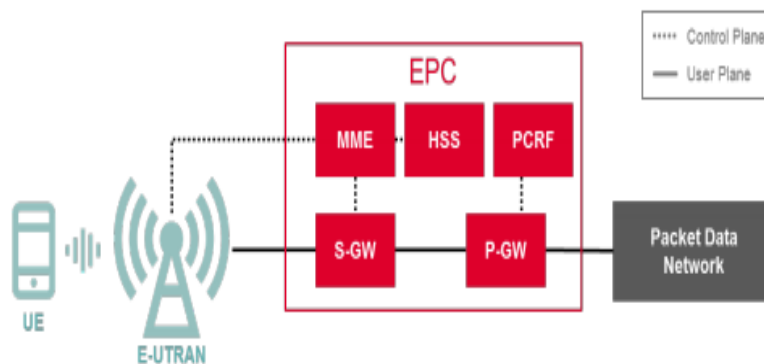 Control Plane
User Plane
EPC
MME
HSS
PCRF
S-GW
P-GW
Packet Data
Network
UE
E-UTRAN